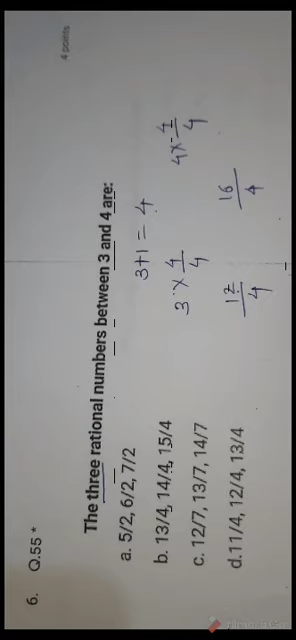 6. Q.55 *
4 points
The three rational numbers between 3 and 4 are:
a. 5/2, 6/2, 7/2
3+1 = 4
b. 13/4, 14/4, 15/4
3 × 4/4
4 × 4/4
c. 12/7, 13/7, 14/7
d.11/4, 12/4, 13/4
12/4
16/4